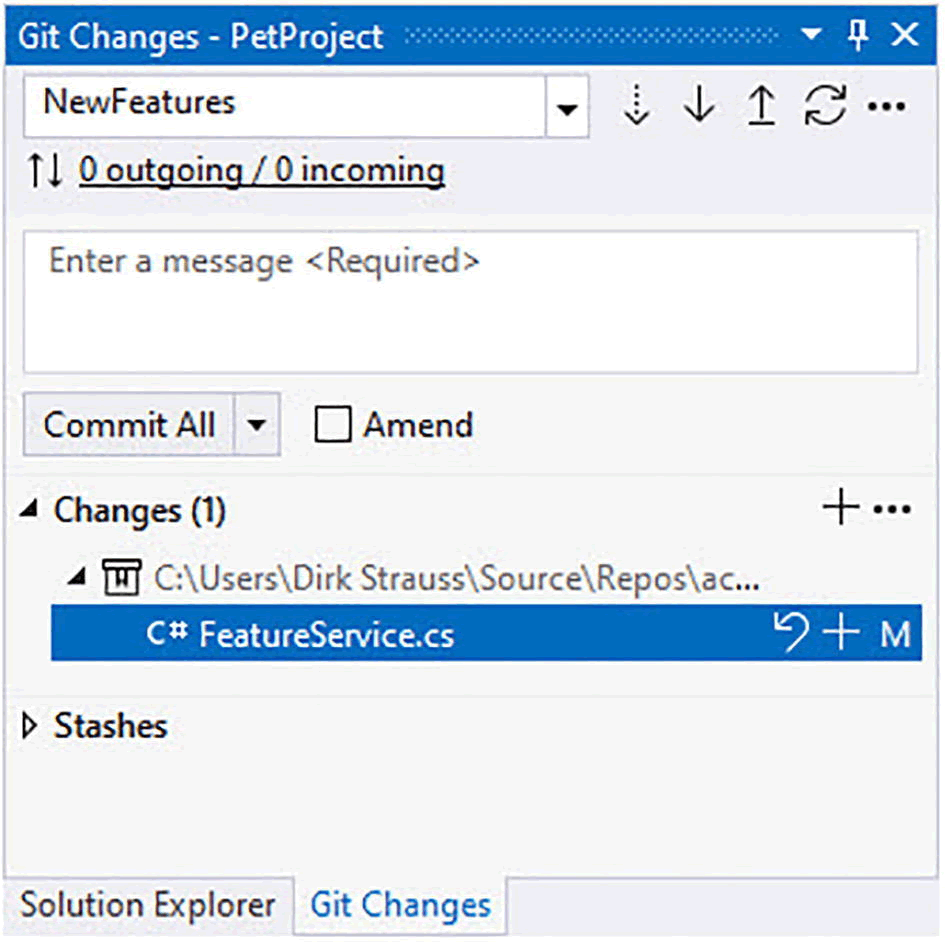 Git Changes - PetProject
NewFeatures
0 outgoing / 0 incoming
Enter a message <Required>
Commit All
Amend
Changes (1)
C:\Users\Dirk Strauss\Source\Repos\ac...
C# FeatureService.cs M
Stashes
Solution Explorer Git Changes